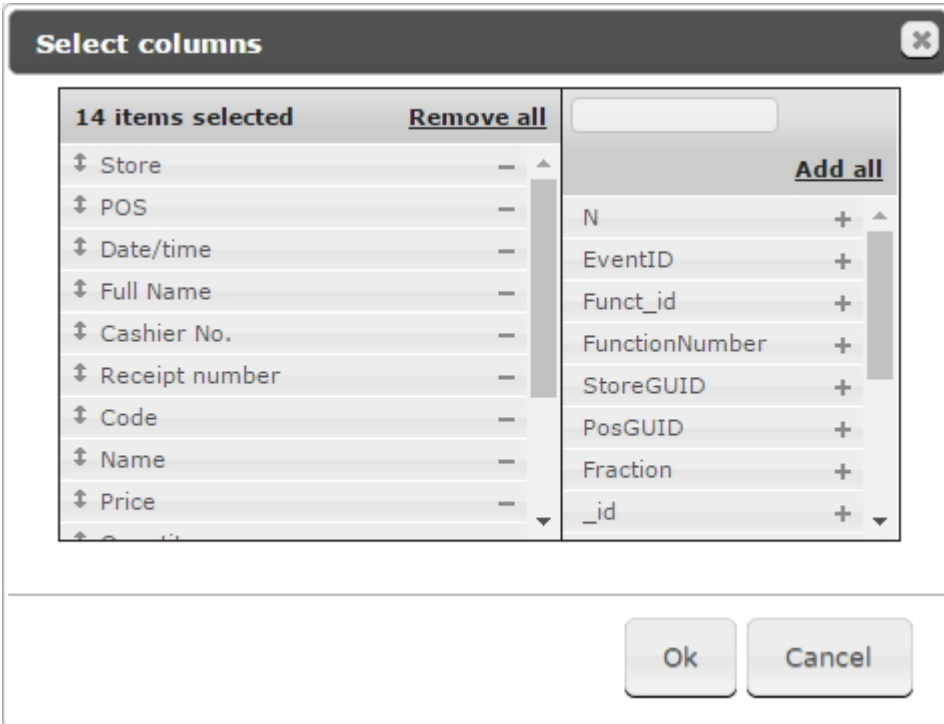 Select columns
14 items selected Remove all
Store
POS
Date/time
Full Name
Cashier No.
Receipt number
Code
Name
Price
Add all
N
EventID
Funct_id
FunctionNumber
StoreGUID
PosGUID
Fraction
_id
Ok Cancel